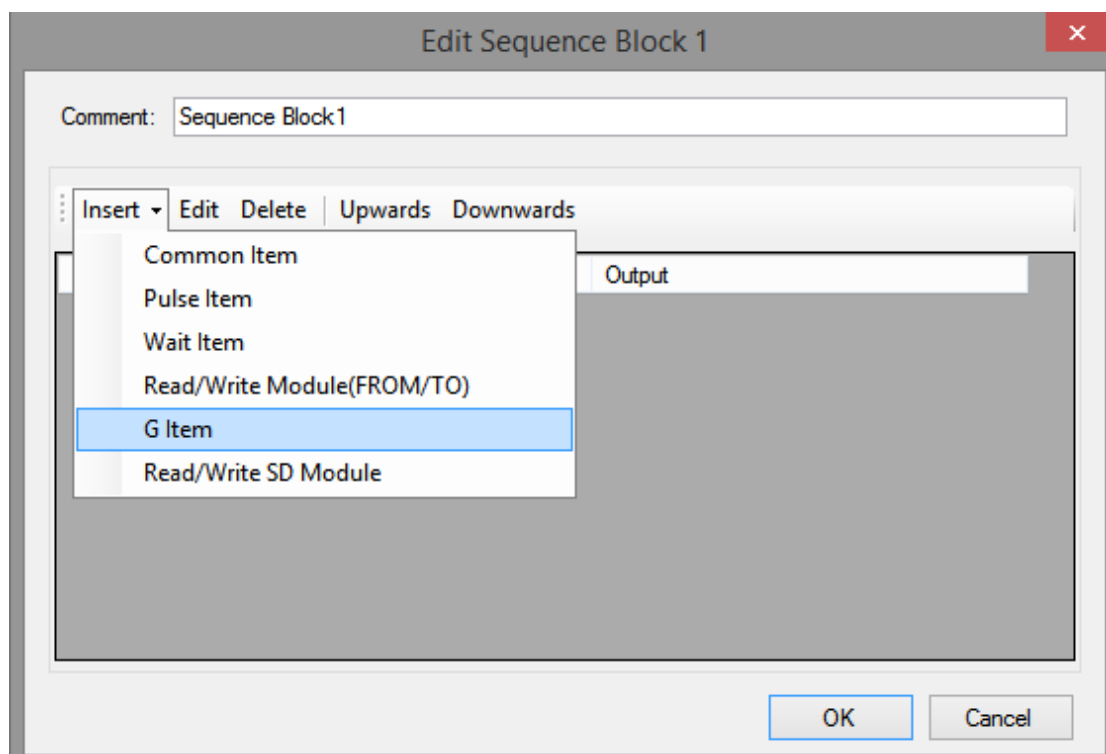 Edit Sequence Block 1
Comment: Sequence Block1
Insert Edit Delete Upwards Downwards
Common Item
Output
Pulse Item
Wait Item
Read/Write Module(FROM/TO)
G Item
Read/Write SD Module
OK Cancel